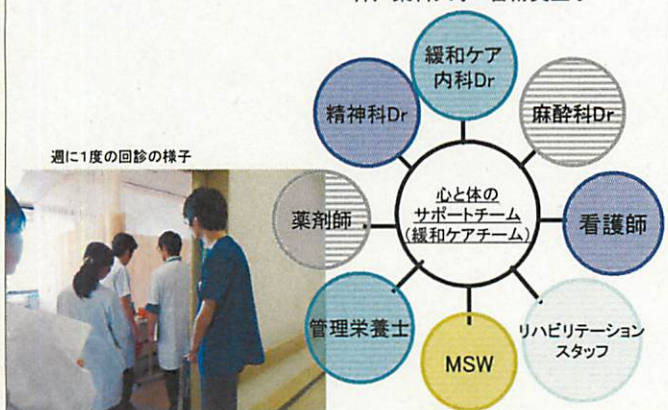 緩和ケア
内科Dr
精神科Dr
麻酔科Dr
週に1度の回診の様子
心と体の
サポートチーム
(緩和ケアチーム)
薬剤師
看護師
管理栄養士
MSW
リハビリテーション
スタッフ